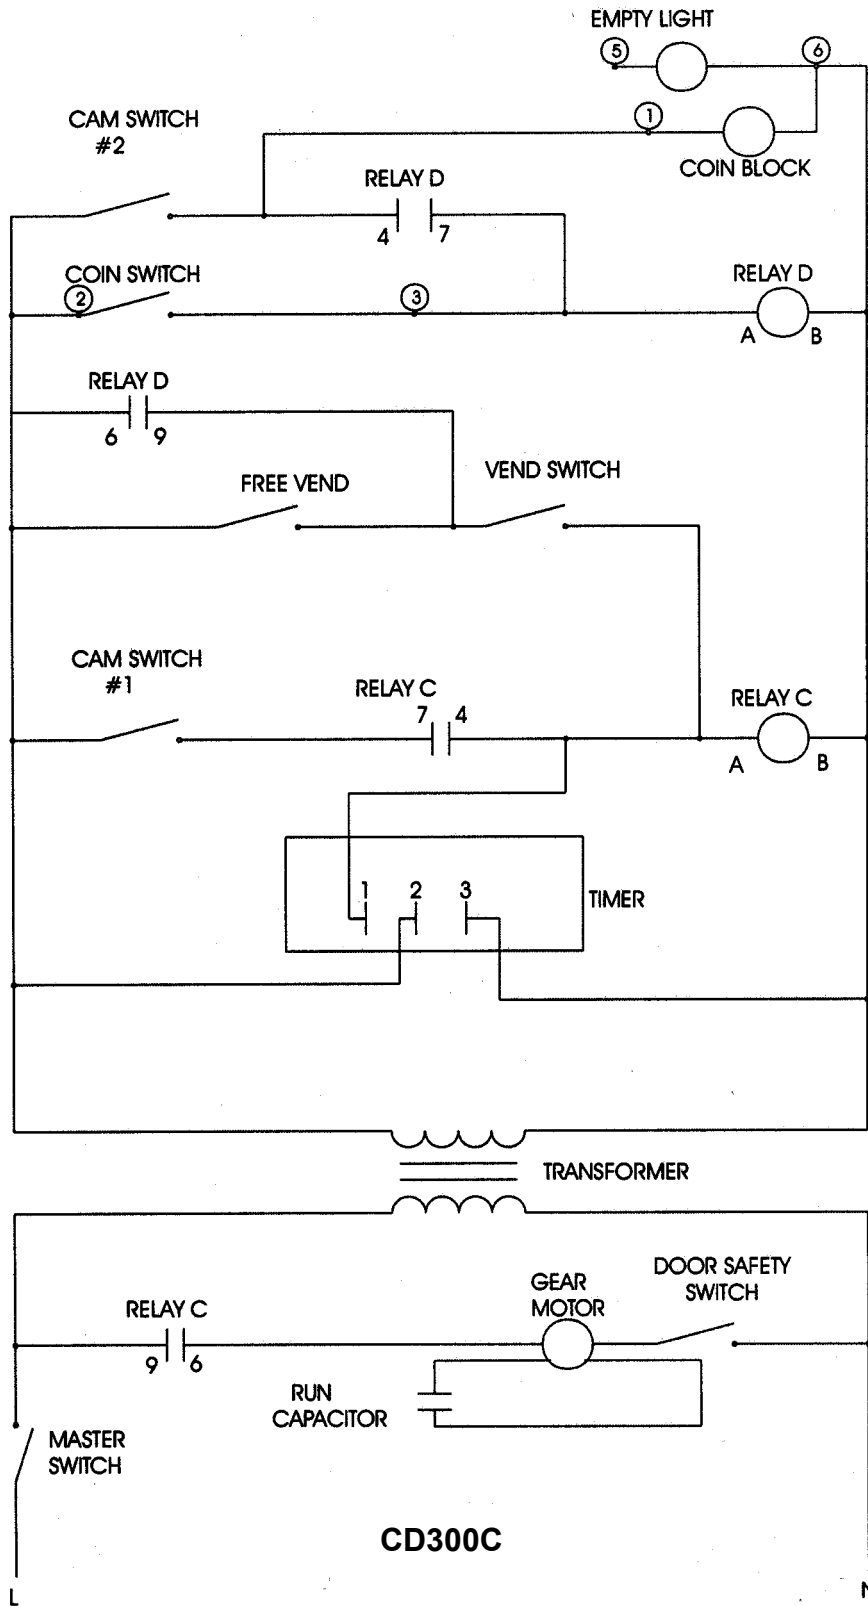 EMPTY LIGHT
5
6
CAM SWITCH
#2
1
COIN BLOCK
RELAY D
4 7
COIN SWITCH
2
3
RELAY D
A B
RELAY D
6 9
FREE VEND
VEND SWITCH
CAM SWITCH
#1
RELAY C
7 4
RELAY C
A B
1 2 3
TIMER
TRANSFORMER
DOOR SAFETY
SWITCH
GEAR
MOTOR
RELAY C
9 6
RUN
CAPACITOR
MASTER
SWITCH
CD300C
L
N